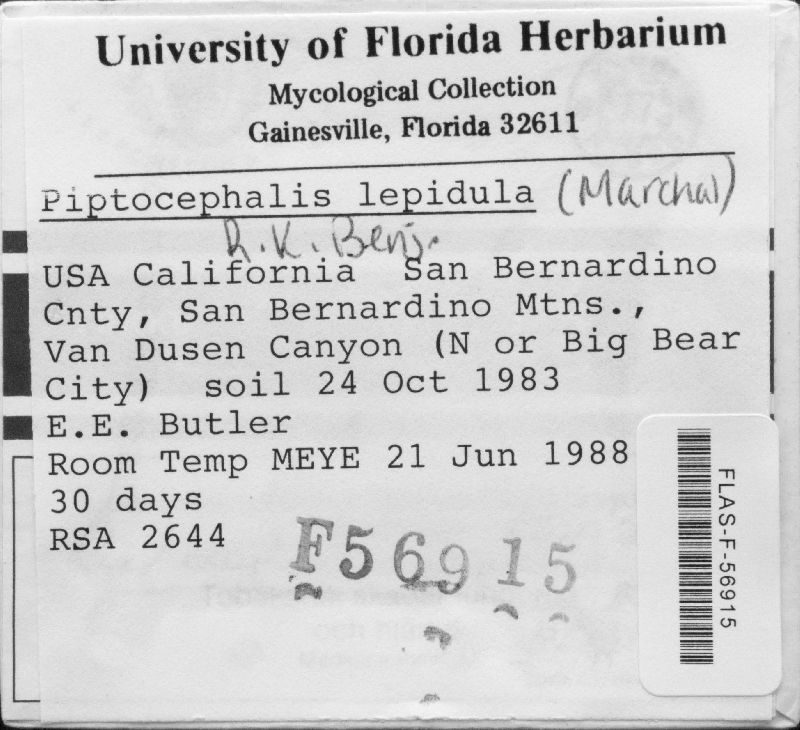 University of Florida Herbarium
Mycological Collection
Gainesville, Florida 32611
Piptocephalis lepidula (Marchal)
R.K. Benj.
USA California San Bernardino
Cnty, San Bernardino Mtns.,
Van Dusen Canyon (N or Big Bear
City) soil 24 Oct 1983
E.E. Butler
Room Temp MEYE 21 Jun 1988
30 days
RSA 2644
F56915
FLAS-F-56915